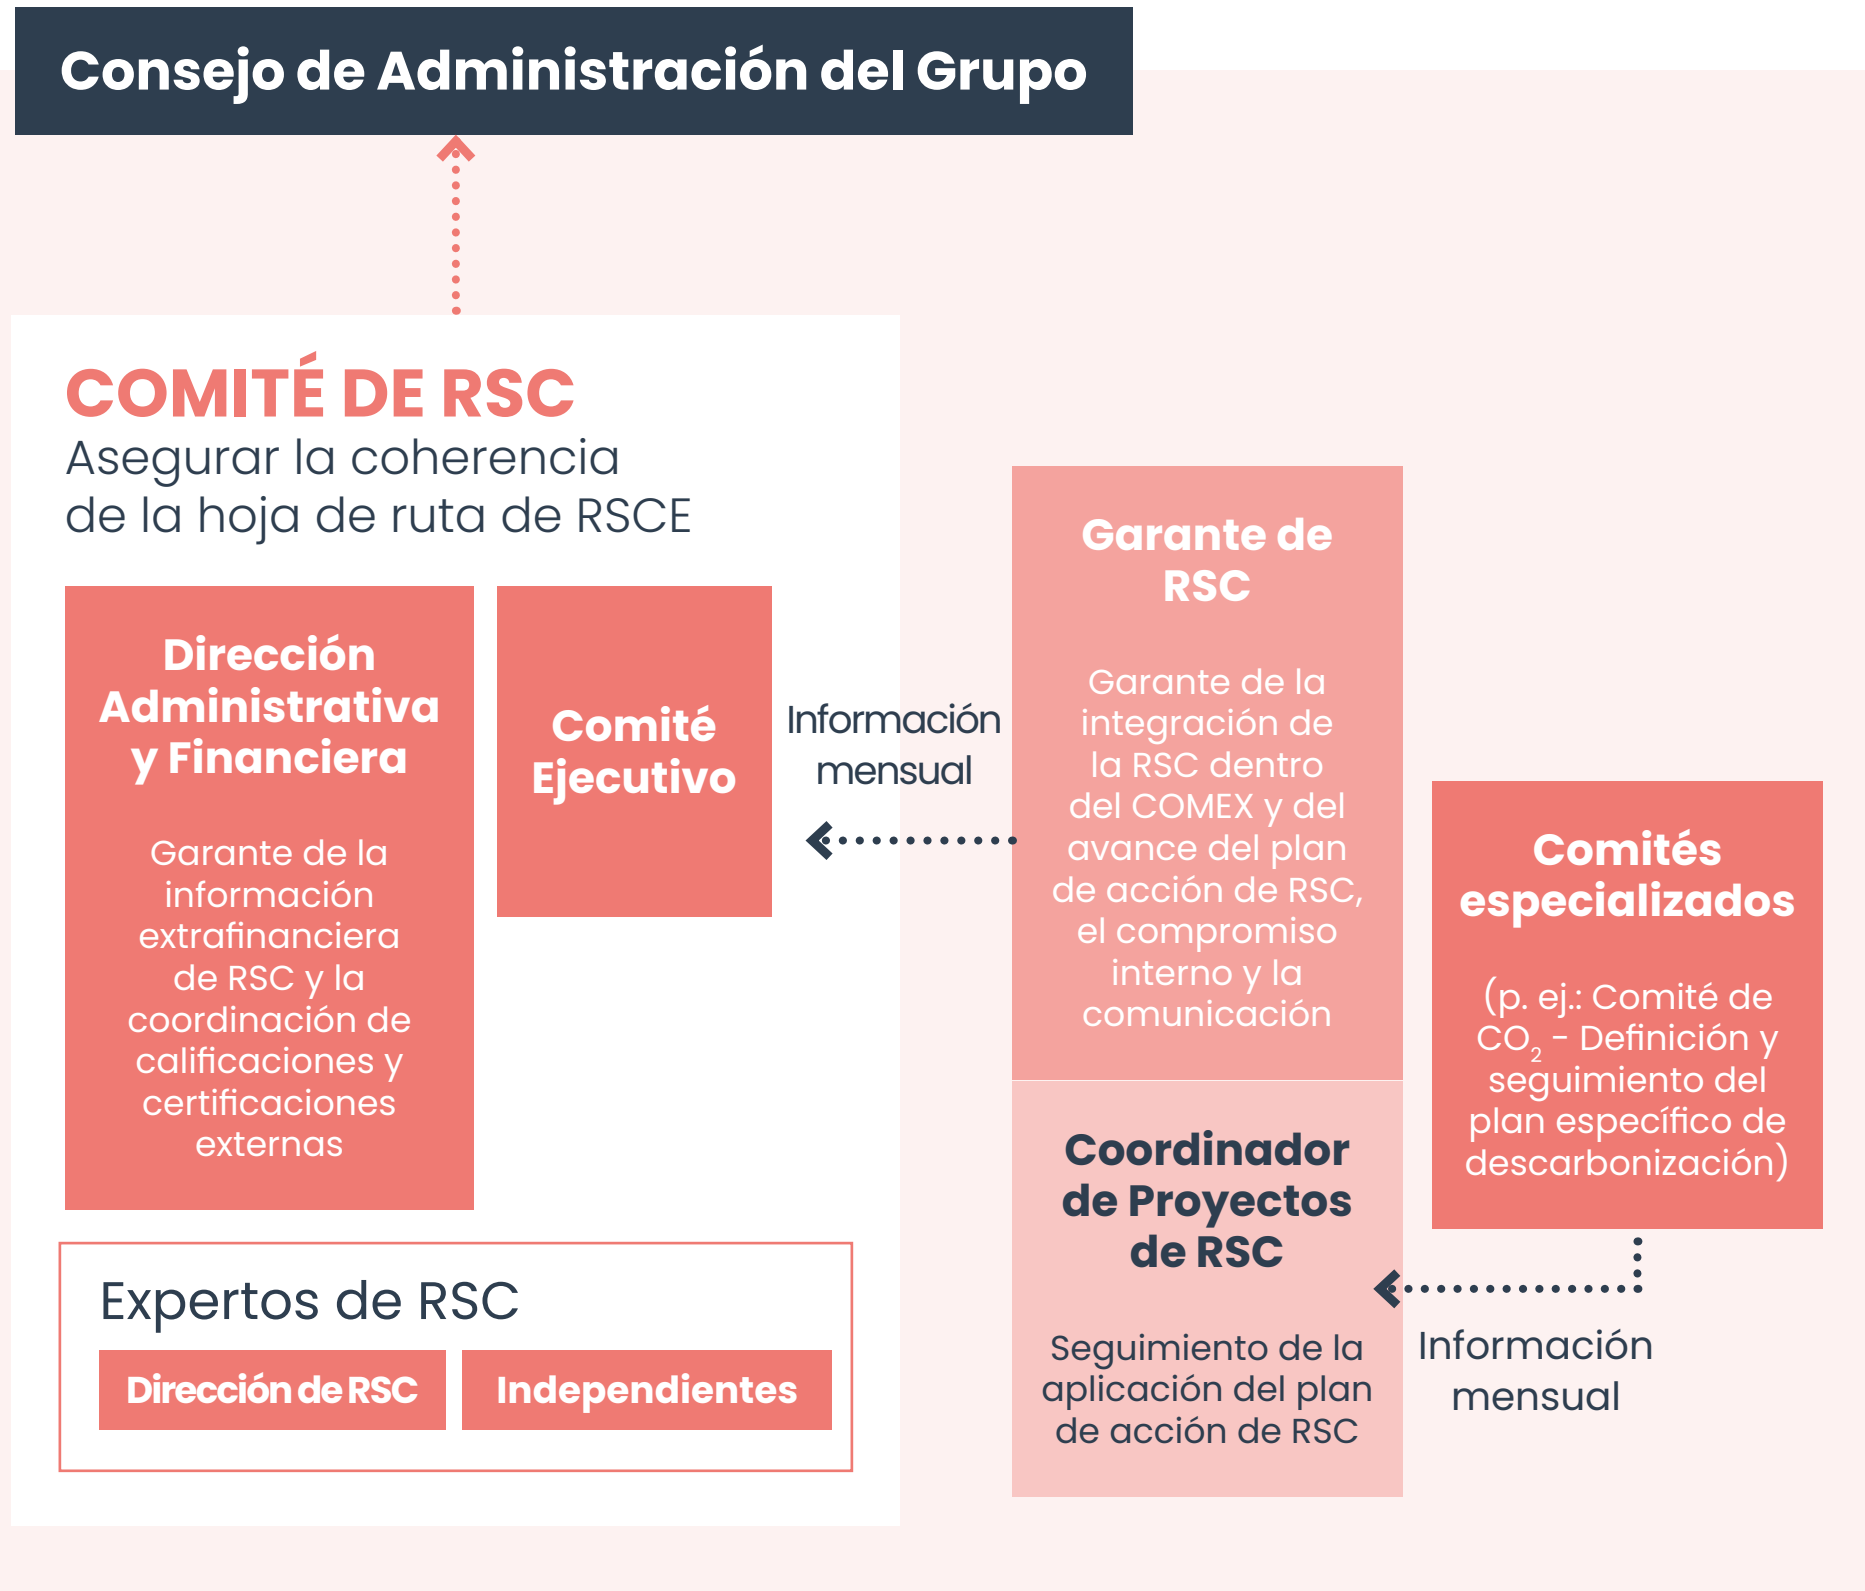 Consejo de Administración del Grupo
COMITÉ DE RSC
Asegurar la coherencia
de la hoja de ruta de RSCE
Dirección
Administrativa
y Financiera
Garante de la
información
extrafinanciera
de RSC y la
coordinación de
calificaciones y
certificaciones
externas
Comité
Ejecutivo
Expertos de RSC
Dirección de RSC
Independientes
Información
mensual
Garante de
RSC
Garante de la
integración de
la RSC dentro
del COMEX y del
avance del plan
de acción de RSC,
el compromiso
interno y la
comunicación
Coordinador
de Proyectos
de RSC
Seguimiento de la
aplicación del plan
de acción de RSC
Comités
especializados
(p. ej.: Comité de
CO₂ - Definición y
seguimiento del
plan específico de
descarbonización)
Información
mensual